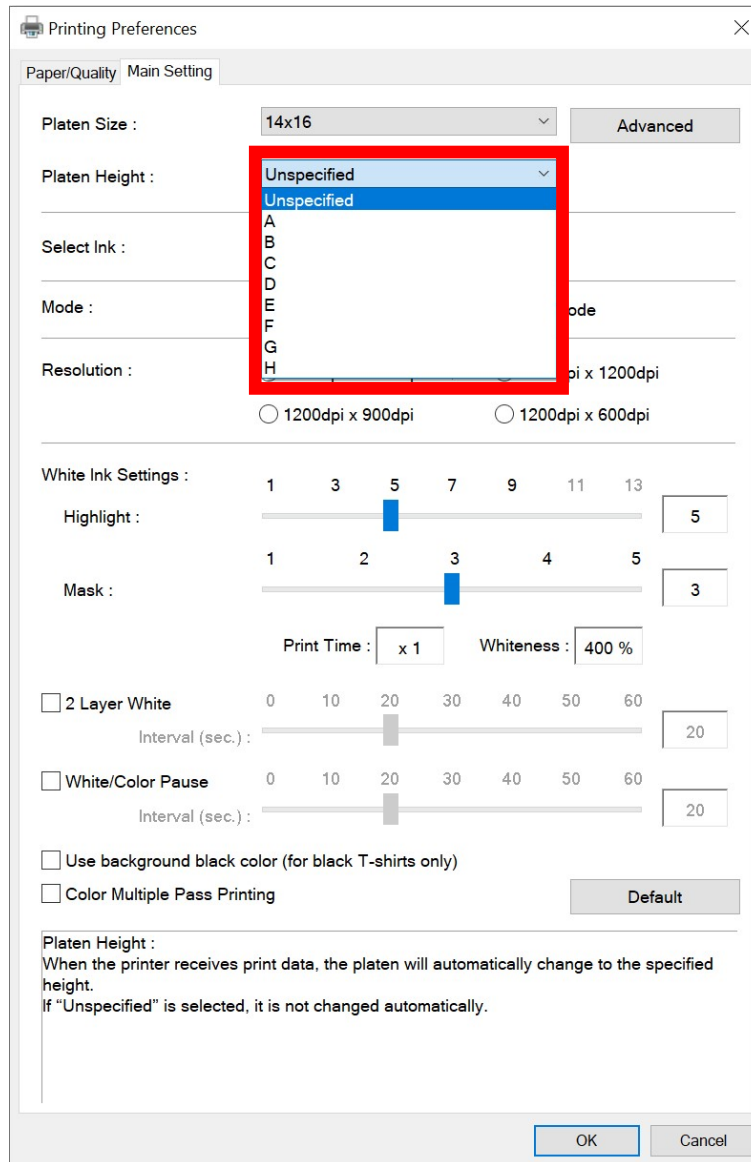 Printing Preferences
Paper/Quality Main Setting
Platen Size : 14x16 Advanced
Platen Height : Unspecified
Unspecified
A
B
C
D
E
F
G
H
Select Ink :
Mode : ode
Resolution : pi x 1200dpi
1200dpi x 900dpi 1200dpi x 600dpi
White Ink Settings :
1 3 5 7 9 11 13
Highlight : 5
1 2 3 4 5
Mask : 3
Print Time : x 1 Whiteness : 400 %
2 Layer White 0 10 20 30 40 50 60
Interval (sec.) : 20
White/Color Pause 0 10 20 30 40 50 60
Interval (sec.) : 20
Use background black color (for black T-shirts only)
Color Multiple Pass Printing Default
Platen Height :
When the printer receives print data, the platen will automatically change to the specified
height.
If “Unspecified” is selected, it is not changed automatically.
OK Cancel